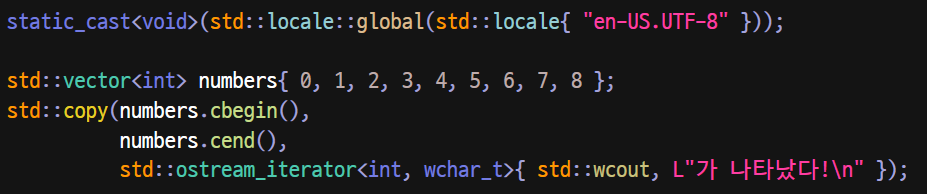 static_cast<void>(std::locale::global(std::locale{ "en-US.UTF-8" }));
std::vector<int> numbers{ 0, 1, 2, 3, 4, 5, 6, 7, 8 };
std::copy(numbers.cbegin(),
numbers.cend(),
std::ostream_iterator<int, wchar_t>{ std::wcout, L"가 나타났다!\n" });